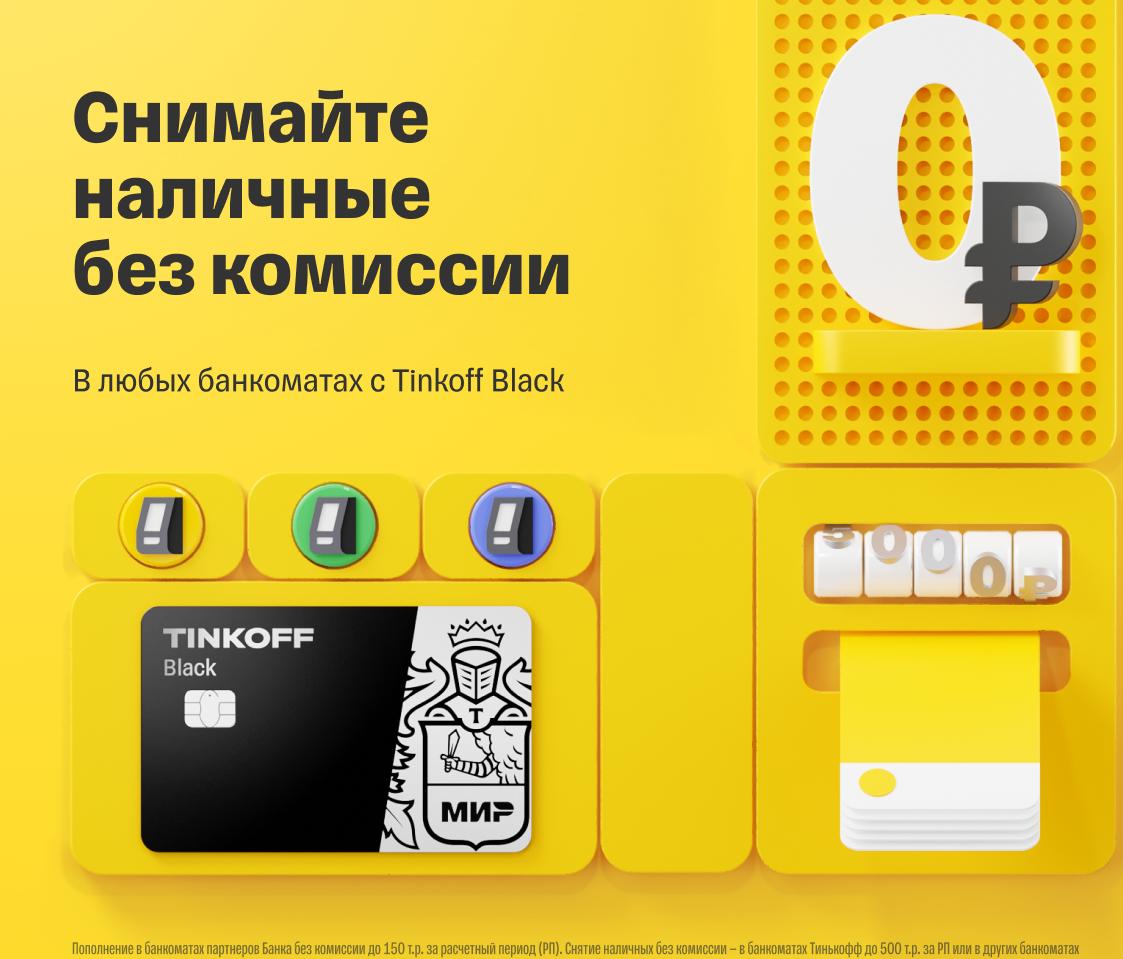 Снимайте
наличные
без комиссии
0₽
В любых банкоматах с Tinkoff Black
5000₽
TINKOFF
Black
Т
МИР
Пополнение в банкоматах партнеров Банка без комиссии до 150 т.р. за расчетный период (РП). Снятие наличных без комиссии – в банкоматах Тинькофф до 500 т.р. за РП или в других банкоматах